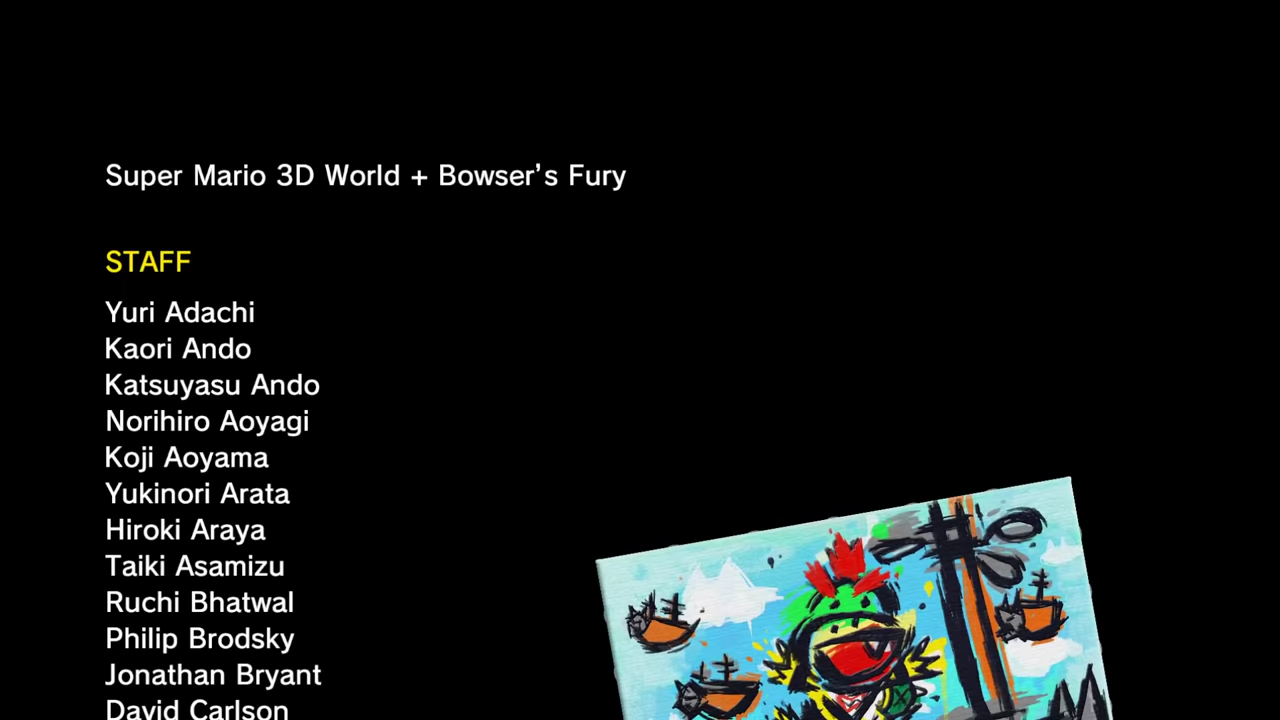 Super Mario 3D World + Bowser's Fury
STAFF
Yuri Adachi
Kaori Ando
Katsuyasu Ando
Norihiro Aoyagi
Koji Aoyama
Yukinori Arata
Hiroki Araya
Taiki Asamizu
Ruchi Bhatwal
Philip Brodsky
Jonathan Bryant
David Carlson